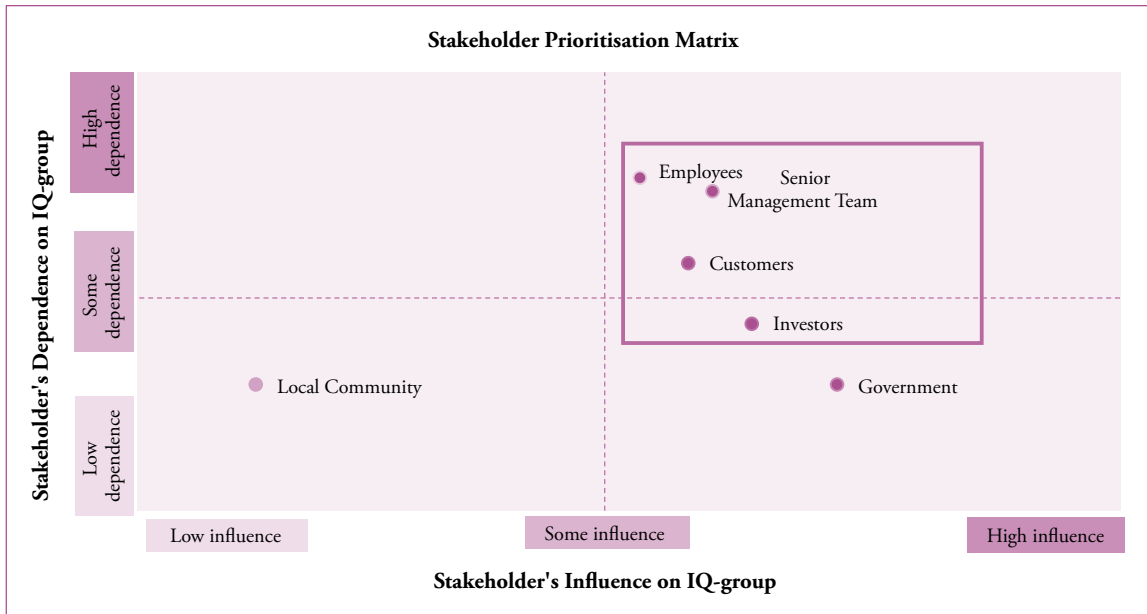 Stakeholder Prioritisation Matrix
Stakeholder's Dependence on IQ-group
High
dependence
Some
dependence
Low
dependence
Employees
Senior
Management Team
Customers
Investors
Local Community
Government
Low influence
Some influence
High influence
Stakeholder's Influence on IQ-group